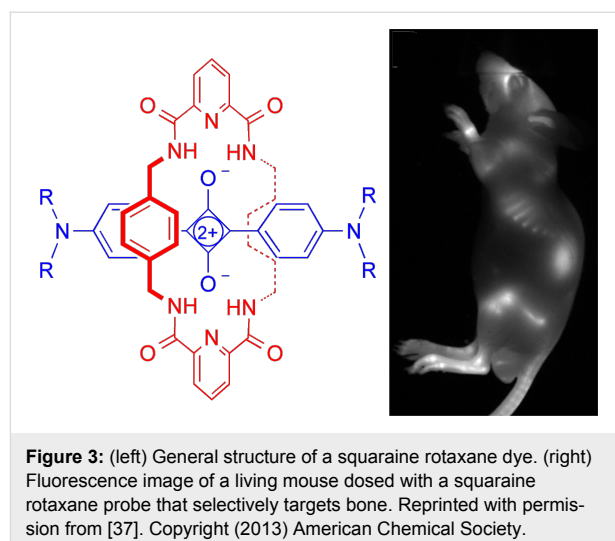 N
O O
NH HN
R O⁻ R
N 2+ N
R O⁻ R
NH HN
O N O
Figure 3: (left) General structure of a squaraine rotaxane dye. (right)
Fluorescence image of a living mouse dosed with a squaraine
rotaxane probe that selectively targets bone. Reprinted with permis-
sion from [37]. Copyright (2013) American Chemical Society.